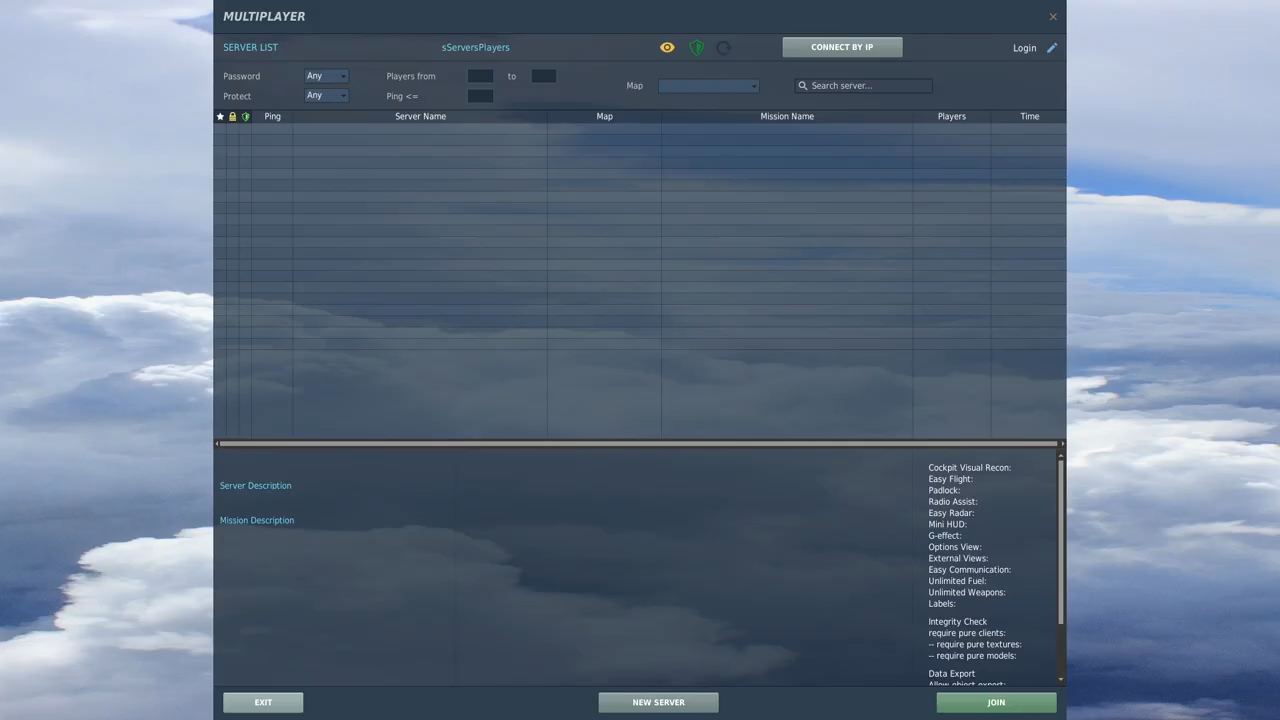 MULTIPLAYER
SERVER LIST
sServersPlayers
CONNECT BY IP
Login
Password
Any
Players from
to
Map
Search server...
Protect
Any
Ping <=
Ping
Server Name
Map
Mission Name
Players
Time
Server Description
Mission Description
Cockpit Visual Recon:
Easy Flight:
Padlock:
Radio Assist:
Easy Radar:
Mini HUD:
G-effect:
Options View:
External Views:
Easy Communication:
Unlimited Fuel:
Unlimited Weapons:
Labels:
Integrity Check
require pure clients:
-- require pure textures:
-- require pure models:
Data Export
Allow object export:
EXIT
NEW SERVER
JOIN